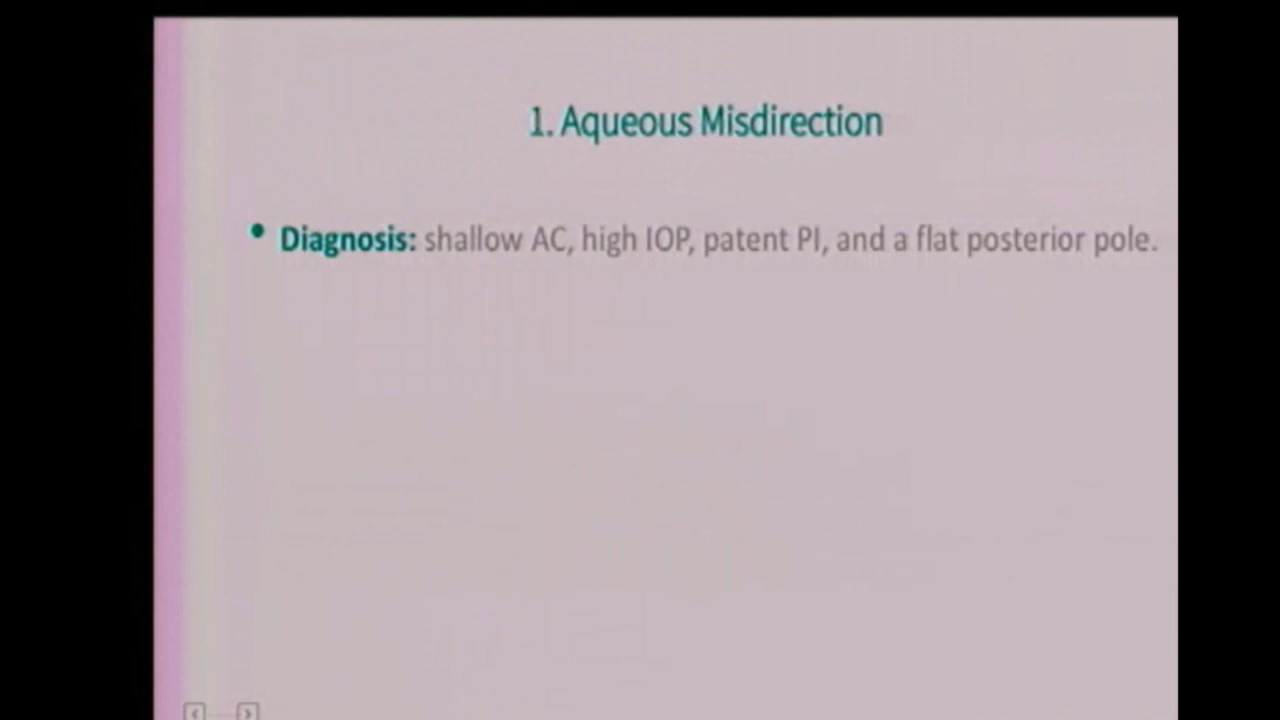 1. Aqueous Misdirection
• Diagnosis: shallow AC, high IOP, patent PI, and a flat posterior pole.